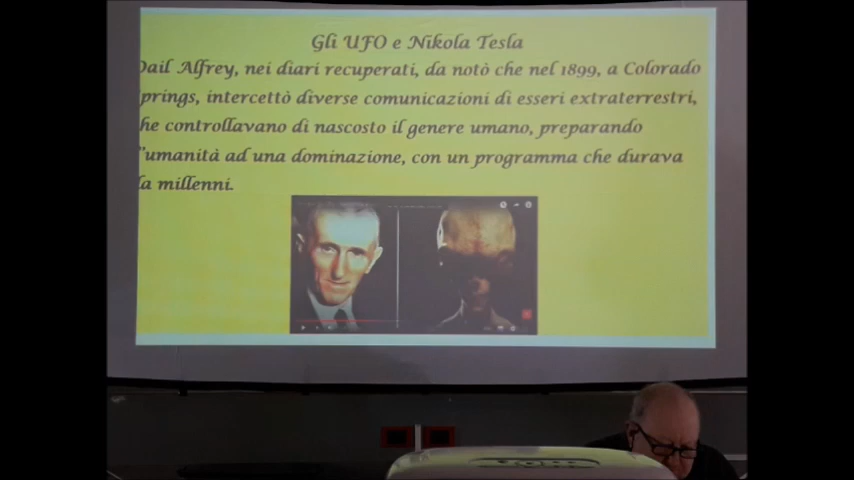 Gli UFO e Nikola Tesla
Dail Alfrey, nei diari recuperati, da notò che nel 1899, a Colorado
prings, intercettò diverse comunicazioni di esseri extraterrestri,
he controllavano di nascosto il genere umano, preparando
l'umanità ad una dominazione, con un programma che durava
da millenni.